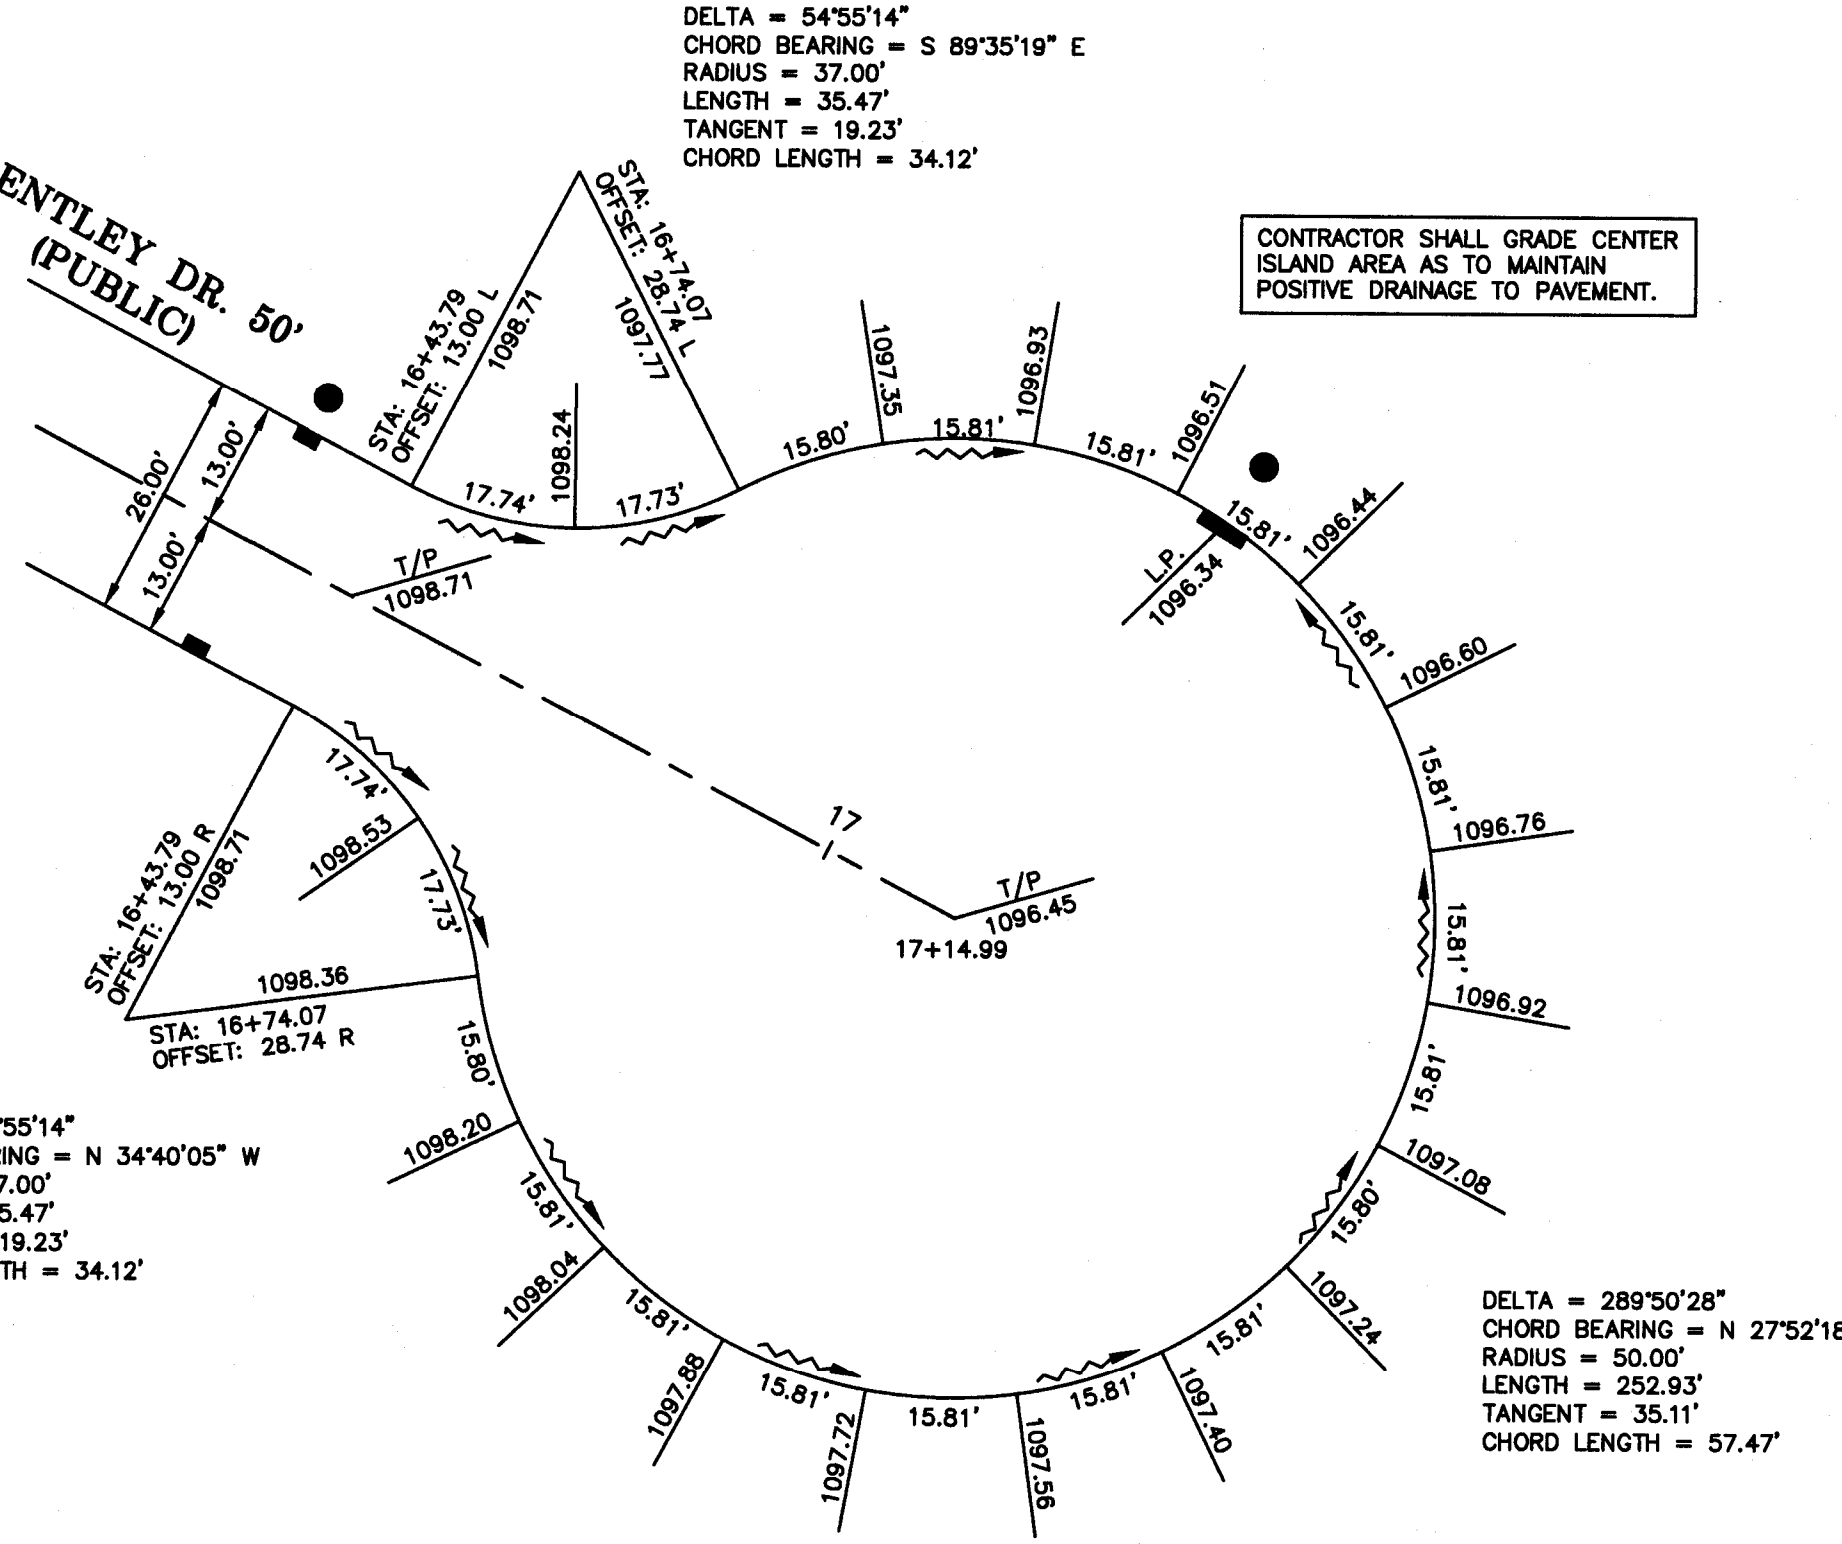 DELTA = 54°55'14"
CHORD BEARING = S 89°35'19" E
RADIUS = 37.00'
LENGTH = 35.47'
TANGENT = 19.23'
CHORD LENGTH = 34.12'
ENTLEY DR. 50'
(PUBLIC)
CONTRACTOR SHALL GRADE CENTER
ISLAND AREA AS TO MAINTAIN
POSITIVE DRAINAGE TO PAVEMENT.
STA: 16+43.79
OFFSET: 13.00 L
1098.71
STA: 16+74.07
OFFSET: 28.74 L
1097.77
26.00'
13.00'
13.00'
17.74'
1098.24
17.73'
15.80'
1097.35
15.81'
1096.93
15.81'
1096.51
15.81'
1096.44
L.P.
1096.34
15.81'
1096.60
15.81'
1096.76
15.81'
1096.92
15.81'
1097.08
15.80'
1097.24
15.81'
1097.40
15.81'
1097.56
15.81'
1097.72
15.81'
1097.88
15.81'
1098.04
15.81'
1098.20
15.80'
T/P
1098.71
17
T/P
1096.45
17+14.99
17.74'
1098.53
17.73'
STA: 16+43.79
OFFSET: 13.00 R
1098.71
1098.36
STA: 16+74.07
OFFSET: 28.74 R
°55'14"
ING = N 34°40'05" W
7.00'
5.47'
19.23'
TH = 34.12'
DELTA = 289°50'28"
CHORD BEARING = N 27°52'18
RADIUS = 50.00'
LENGTH = 252.93'
TANGENT = 35.11'
CHORD LENGTH = 57.47'